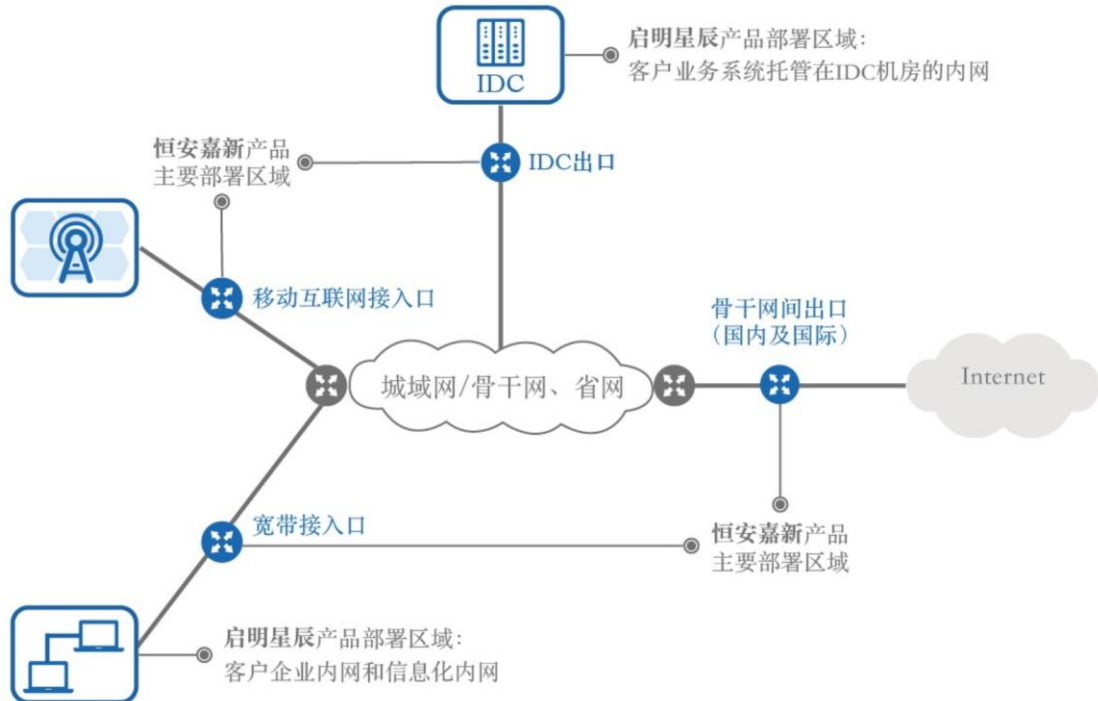 启明星辰产品部署区域：
客户业务系统托管在IDC机房的内网
IDC
恒安嘉新产品
主要部署区域
IDC出口
移动互联网接入口
骨干网间出口
（国内及国际）
城域网/骨干网、省网
Internet
宽带接入口
恒安嘉新产品
主要部署区域
启明星辰产品部署区域：
客户企业内网和信息化内网